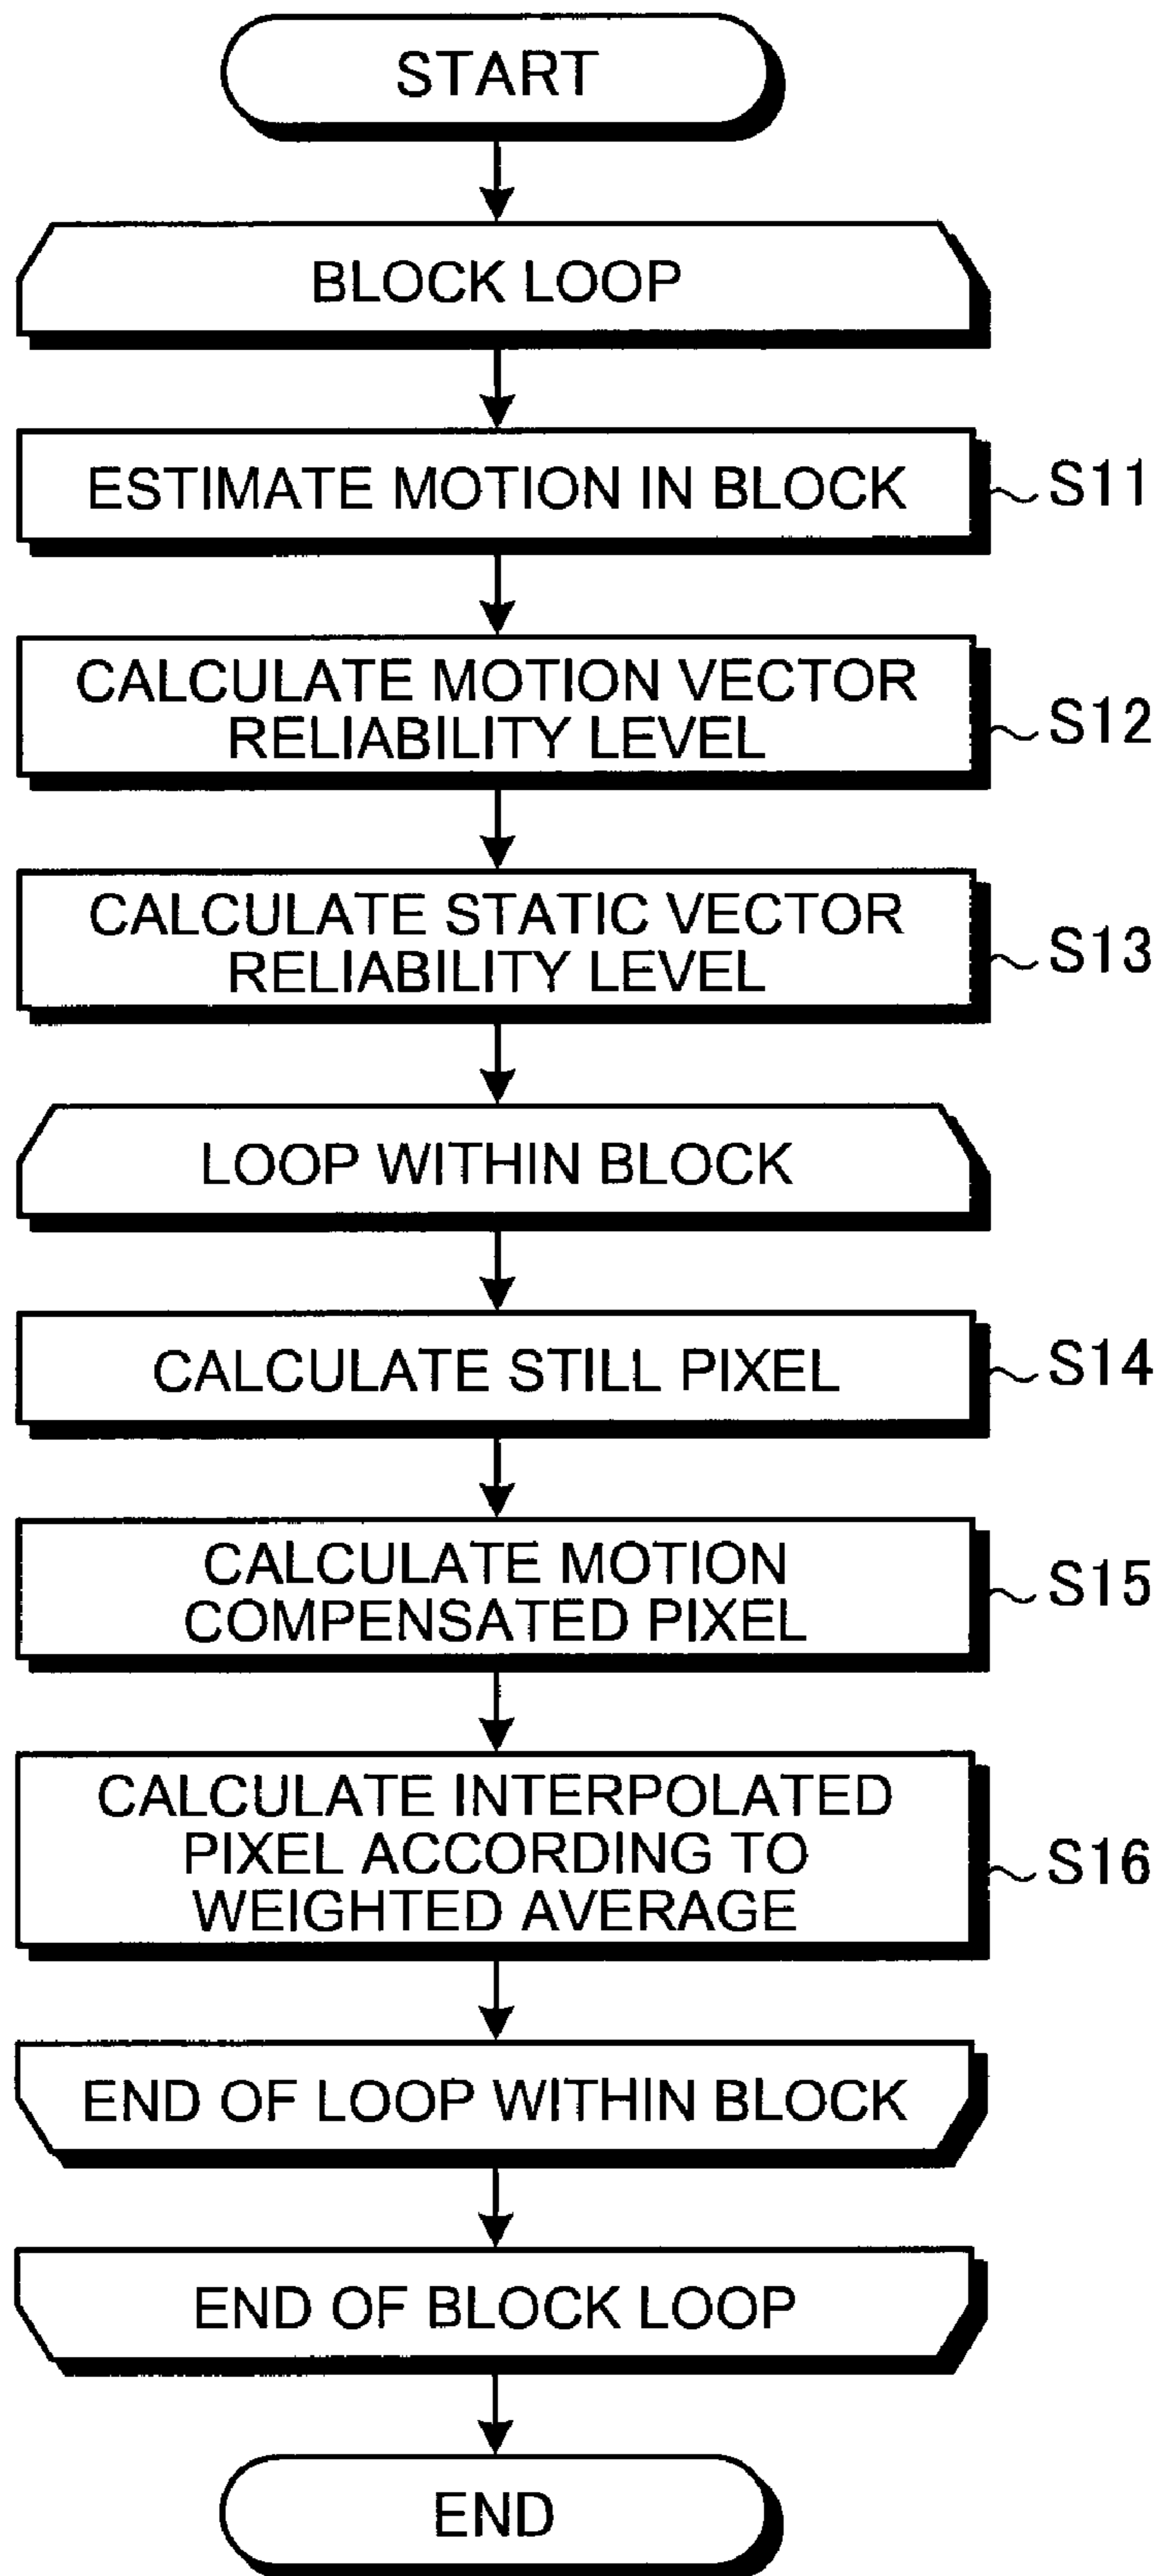 START
BLOCK LOOP
ESTIMATE MOTION IN BLOCK
S11
CALCULATE MOTION VECTOR
RELIABILITY LEVEL
S12
CALCULATE STATIC VECTOR
RELIABILITY LEVEL
S13
LOOP WITHIN BLOCK
CALCULATE STILL PIXEL
S14
CALCULATE MOTION
COMPENSATED PIXEL
S15
CALCULATE INTERPOLATED
PIXEL ACCORDING TO
WEIGHTED AVERAGE
S16
END OF LOOP WITHIN BLOCK
END OF BLOCK LOOP
END